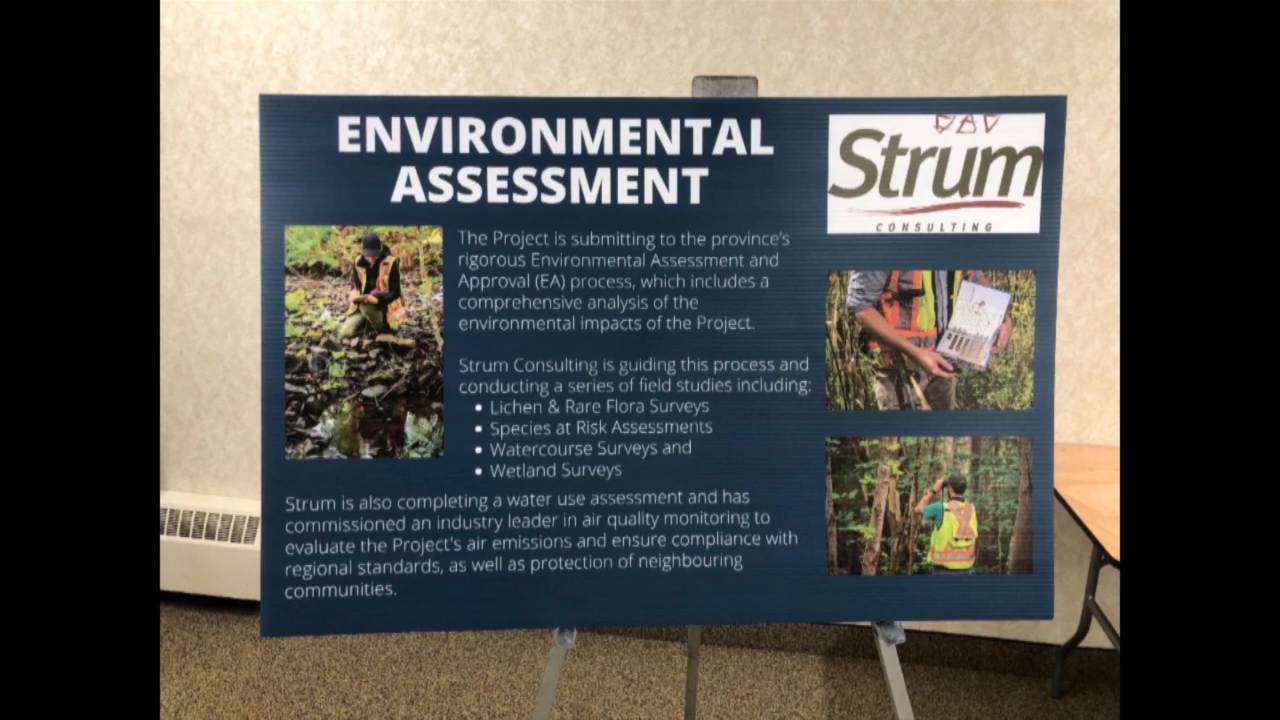 ENVIRONMENTAL
ASSESSMENT
Strum
CONSULTING
The Project is submitting to the province's
rigorous Environmental Assessment and
Approval (EA) process, which includes a
comprehensive analysis of the
environmental impacts of the Project.
Strum Consulting is guiding this process and
conducting a series of field studies including:
• Lichen & Rare Flora Surveys
• Species at Risk Assessments
• Watercourse Surveys and
• Wetland Surveys
Strum is also completing a water use assessment and has
commissioned an industry leader in air quality monitoring to
evaluate the Project's air emissions and ensure compliance with
regional standards, as well as protection of neighbouring
communities.